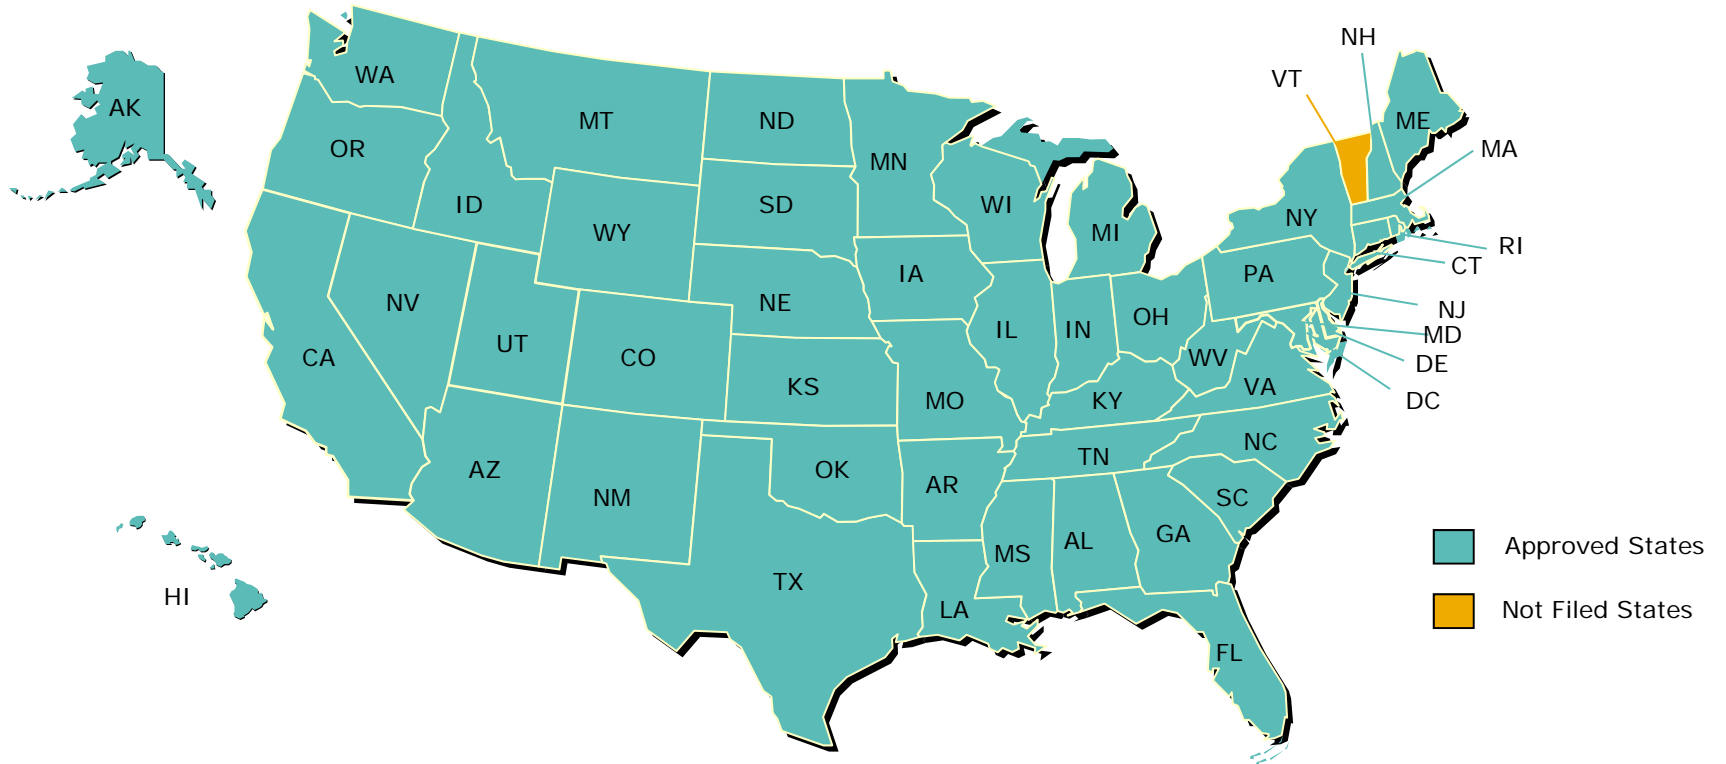 NH
VT
WA
AK
MT
ND
ME
OR
MN
MA
ID
SD
WI
NY
WY
MI
RI
CT
IA
PA
NV
NE
NJ
OH
IL
IN
MD
UT
CA
CO
WV
DE
KS
VA
MO
KY
DC
NC
TN
AZ
OK
AR
NM
SC
GA
AL
MS
Approved States
TX
HI
LA
Not Filed States
FL